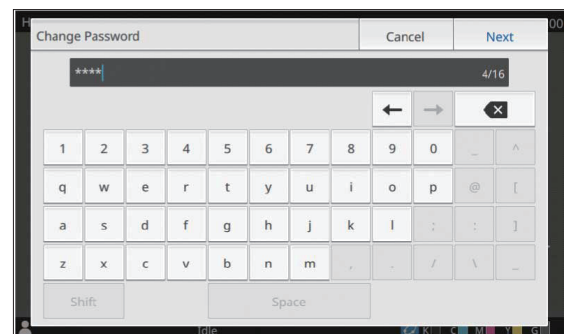 Change Password Cancel Next
**** 4/16
← →
1 2 3 4 5 6 7 8 9 0 _ ^
q w e r t y u i o p @ [
a s d f g h j k l ; : ]
z x c v b n m , . / \ _
Shift Space
Idle K C M Y G